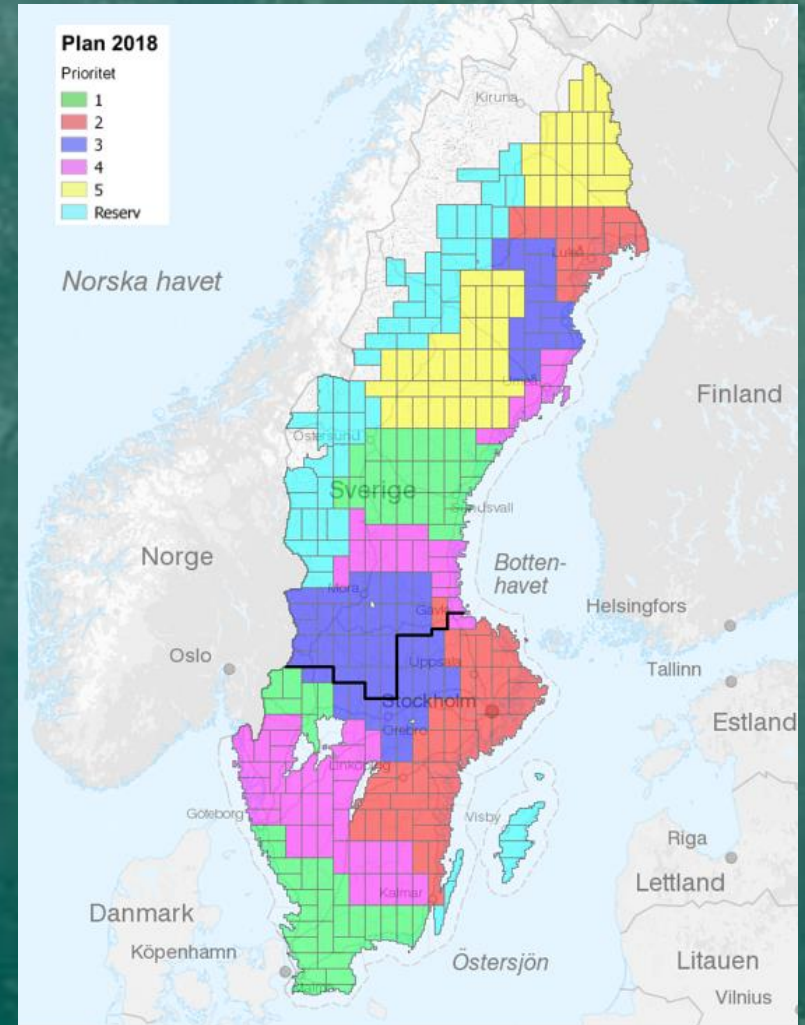 Plan 2018
Prioritet
1
2
3
4
5
Reserv
Kiruna
Norska havet
Luleå
Umeå
Finland
Östersund
Sverige
Sundsvall
Norge
Botten-
havet
Mora
Gävle
Helsingfors
Oslo
Uppsala
Tallinn
Stockholm
Estland
Örebro
Linköping
Göteborg
Visby
Riga
Lettland
Kalmar
Danmark
Köpenhamn
Östersjön
Litauen
Vilnius